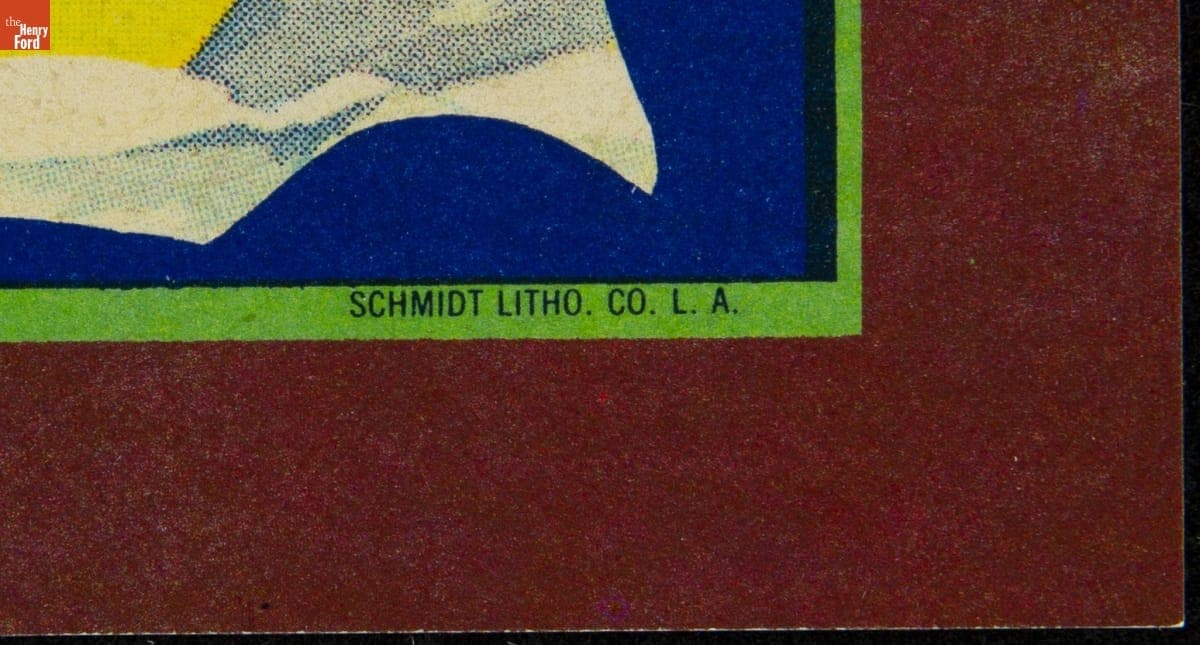 the
Henry
Ford
SCHMIDT LITHO. CO. L. A.